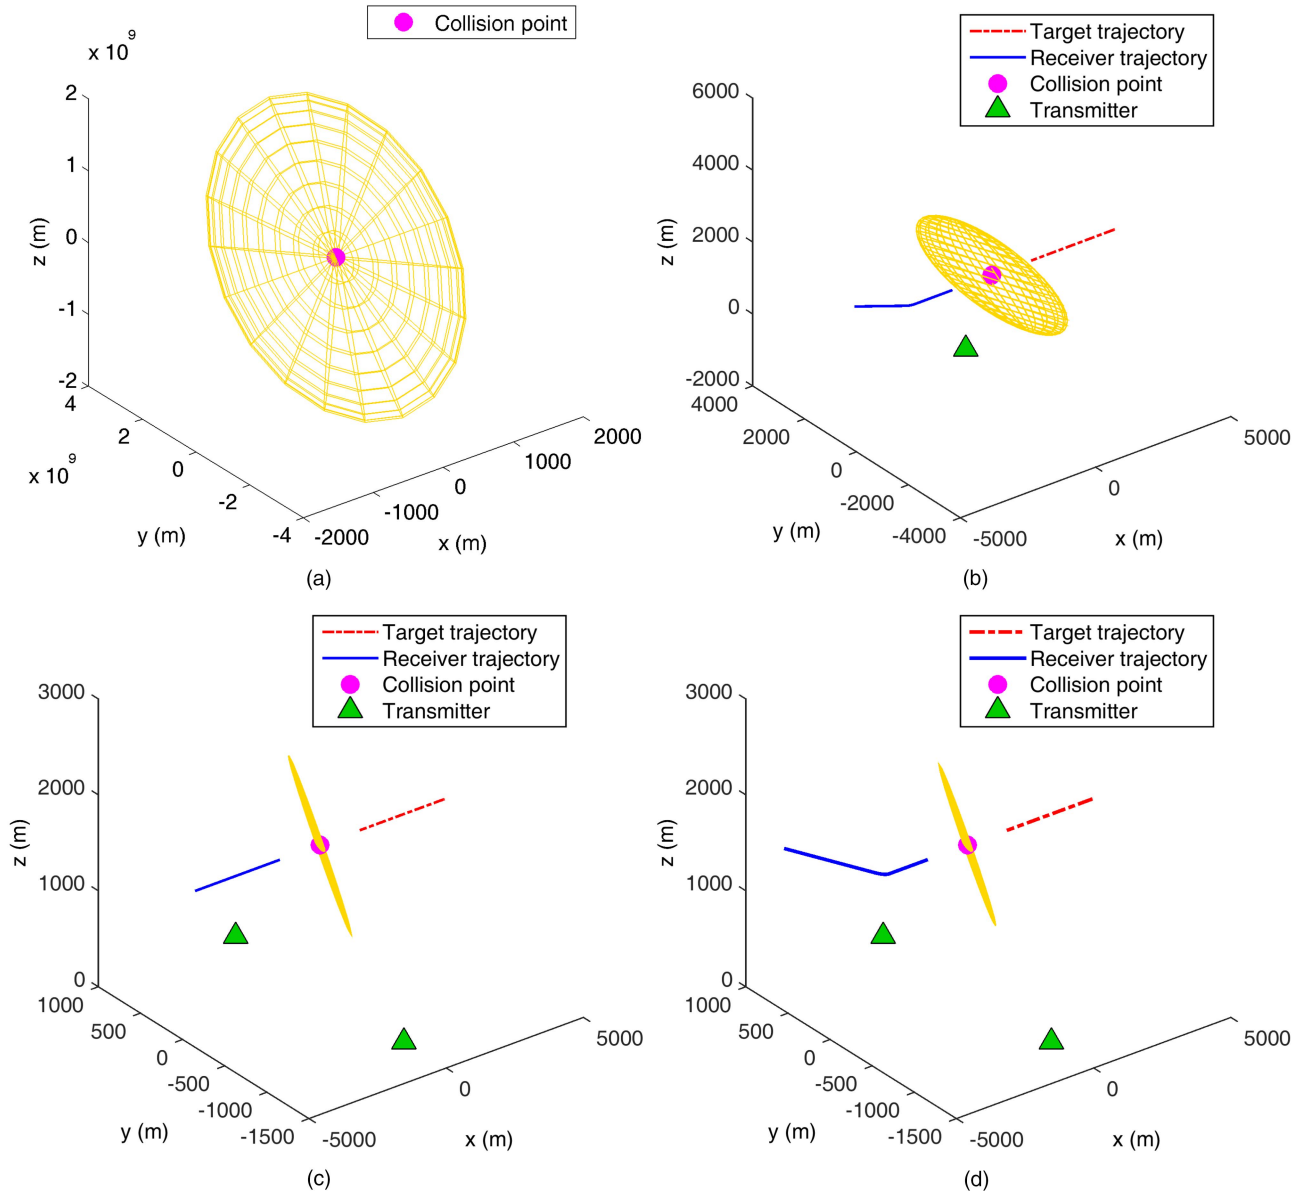 Collision point
x 10^9
2
1
0
-1
-2
z (m)
4
2
0
-2
-4
x 10^9
y (m)
-2000
-1000
0
1000
2000
x (m)
(a)
Target trajectory
Receiver trajectory
Collision point
Transmitter
6000
4000
2000
0
-2000
z (m)
4000
2000
0
-2000
-4000
y (m)
-5000
0
5000
x (m)
(b)
Target trajectory
Receiver trajectory
Collision point
Transmitter
3000
2000
1000
0
z (m)
1000
500
0
-500
-1000
-1500
y (m)
-5000
0
5000
x (m)
(c)
Target trajectory
Receiver trajectory
Collision point
Transmitter
3000
2000
1000
0
z (m)
1000
500
0
-500
-1000
-1500
y (m)
-5000
0
5000
x (m)
(d)